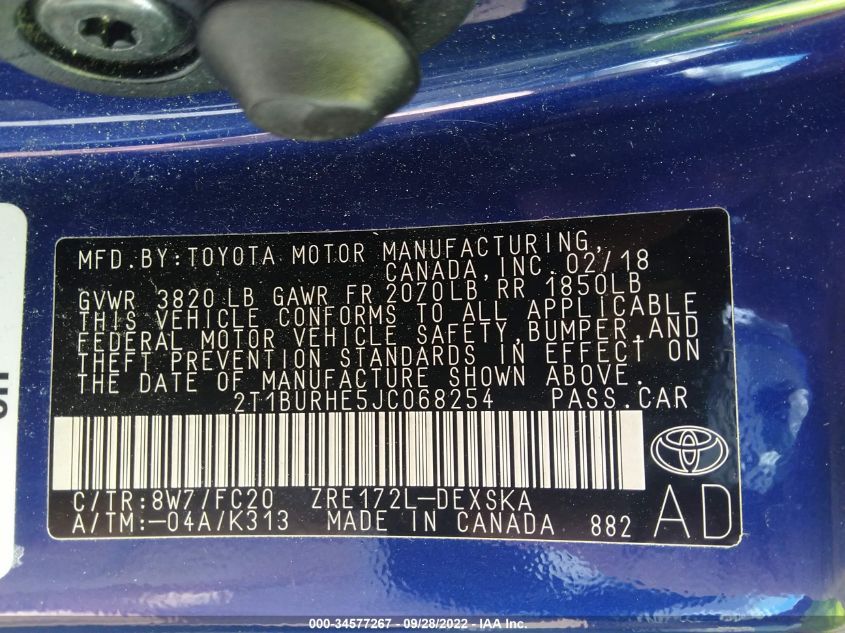 MFD.BY:TOYOTA MOTOR MANUFACTURING,
CANADA,INC. 02/18
GVWR 3820 LB GAWR FR 2070LB RR 1850LB
THIS VEHICLE CONFORMS TO ALL APPLICABLE
FEDERAL MOTOR VEHICLE SAFETY,BUMPER,AND
THEFT PREVENTION STANDARDS IN EFFECT ON
THE DATE OF MANUFACTURE SHOWN ABOVE.
2T1BURHE5JC068254 PASS.CAR
C/TR:8W7/FC20 ZRE172L-DEXSKA
A/TM:-04A/K313 MADE IN CANADA 882 AD
000-34577267 - 09/28/2022 - IAA Inc.